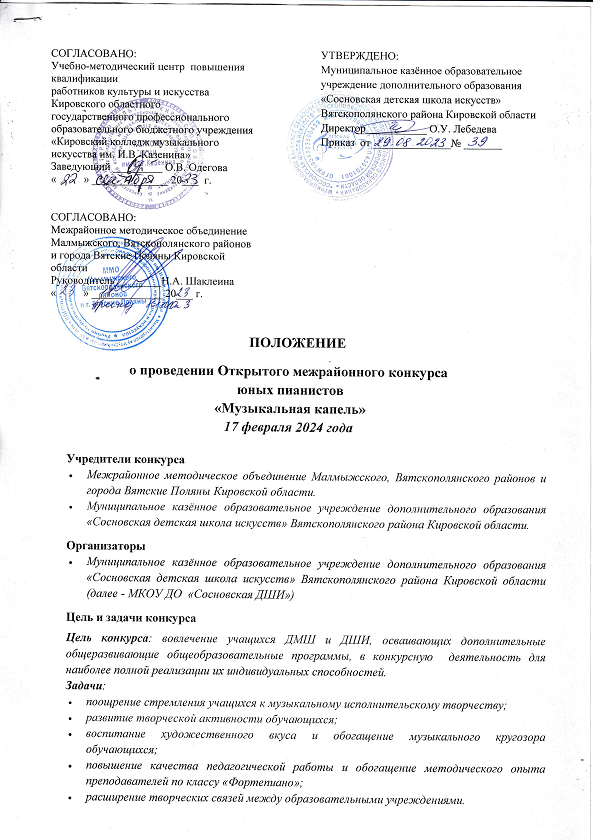 СОГЛАСОВАНО:
Учебно-методический центр повышения
квалификации
работников культуры и искусства
Кировского областного
государственного профессионального
образовательного бюджетного учреждения
«Кировский колледж музыкального
искусства им. И.В. Казенина»
Заведующий О.В. Одегова
« 22 » 2023 г.
УТВЕРЖДЕНО:
Муниципальное казённое образовательное
учреждение дополнительного образования
«Сосновская детская школа искусств»
Вятскополянского района Кировской области
Директор О.У. Лебедева
Приказ от 29.08.2023 № 39
СОГЛАСОВАНО:
Межрайонное методическое объединение
Малмыжского, Вятскополянского районов
и города Вятские Поляны Кировской
области
Руководитель Н.А. Шаклеина
« 23 » 2023 г.
ММО
ПОЛОЖЕНИЕ
о проведении Открытого межрайонного конкурса
юных пианистов
«Музыкальная капель»
17 февраля 2024 года
Учредители конкурса
• Межрайонное методическое объединение Малмыжского, Вятскополянского районов и
города Вятские Поляны Кировской области.
• Муниципальное казённое образовательное учреждение дополнительного образования
«Сосновская детская школа искусств» Вятскополянского района Кировской области.
Организаторы
• Муниципальное казённое образовательное учреждение дополнительного образования
«Сосновская детская школа искусств» Вятскополянского района Кировской области
(далее - МКОУ ДО «Сосновская ДШИ»)
Цель и задачи конкурса
Цель конкурса: вовлечение учащихся ДМШ и ДШИ, осваивающих дополнительные
общеразвивающие общеобразовательные программы, в конкурсную деятельность для
наиболее полной реализации их индивидуальных способностей.
Задачи:
• поощрение стремления учащихся к музыкальному исполнительскому творчеству;
• развитие творческой активности обучающихся;
• воспитание художественного вкуса и обогащение музыкального кругозора
обучающихся;
• повышение качества педагогической работы и обогащение методического опыта
преподавателей по классу «Фортепиано»;
• расширение творческих связей между образовательными учреждениями.